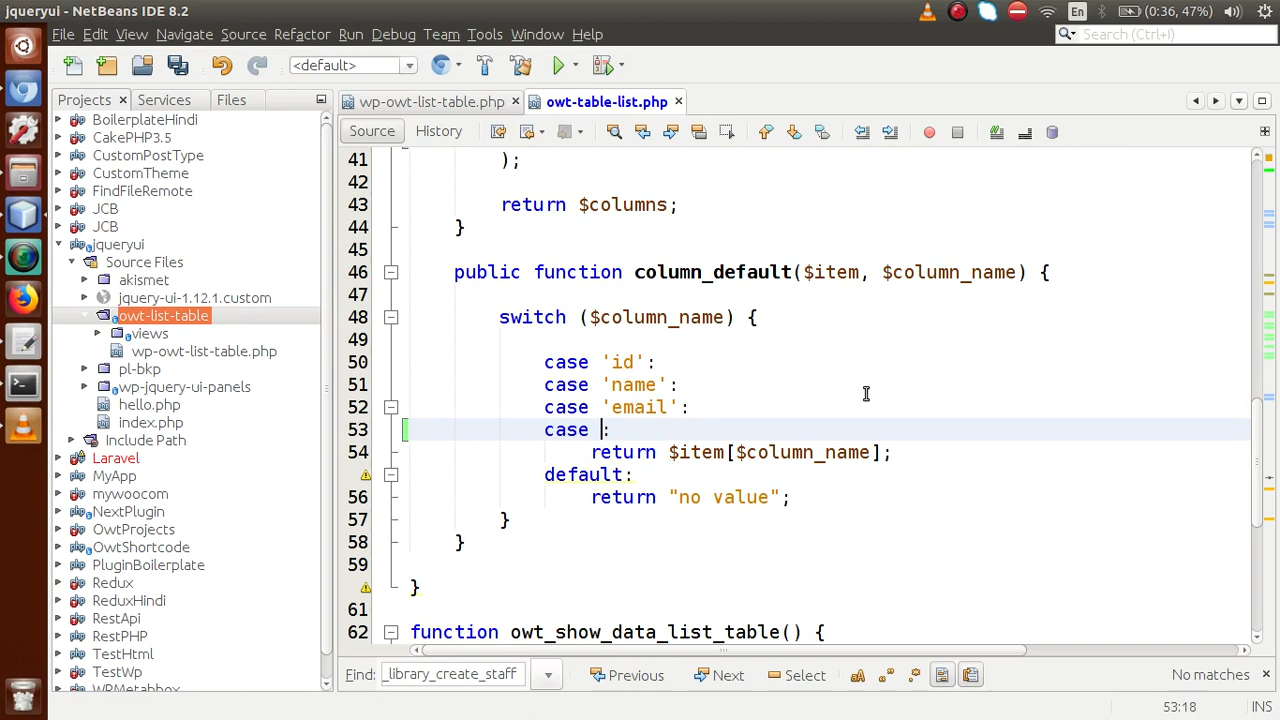 jqueryui - NetBeans IDE 8.2
En
(0:36, 47%)
File Edit View Navigate Source Refactor Run Debug Team Tools Window Help
Search (Ctrl+I)
<default>
Projects × Services Files
wp-owt-list-table.php × owt-table-list.php ×
Source History
BoilerplateHindi
CakePHP3.5
CustomPostType
CustomTheme
FindFileRemote
JCB
JCB
jqueryui
Source Files
akismet
jquery-ui-1.12.1.custom
owt-list-table
views
wp-owt-list-table.php
pl-bkp
wp-jquery-ui-panels
hello.php
index.php
Include Path
Laravel
MyApp
mywoocom
NextPlugin
OwtProjects
OwtShortcode
PluginBoilerplate
Redux
ReduxHindi
RestApi
RestPHP
TestHtml
TestWp
WPMetabbox
41 );
42
43 return $columns;
44 }
45
46 public function column_default($item, $column_name) {
47
48 switch ($column_name) {
49
50 case 'id':
51 case 'name':
52 case 'email':
53 case :
54 return $item[$column_name];
default:
56 return "no value";
57 }
58 }
59
}
61
62 function owt_show_data_list_table() {
Find: _library_create_staff Previous Next Select No matches ×
53:18 INS